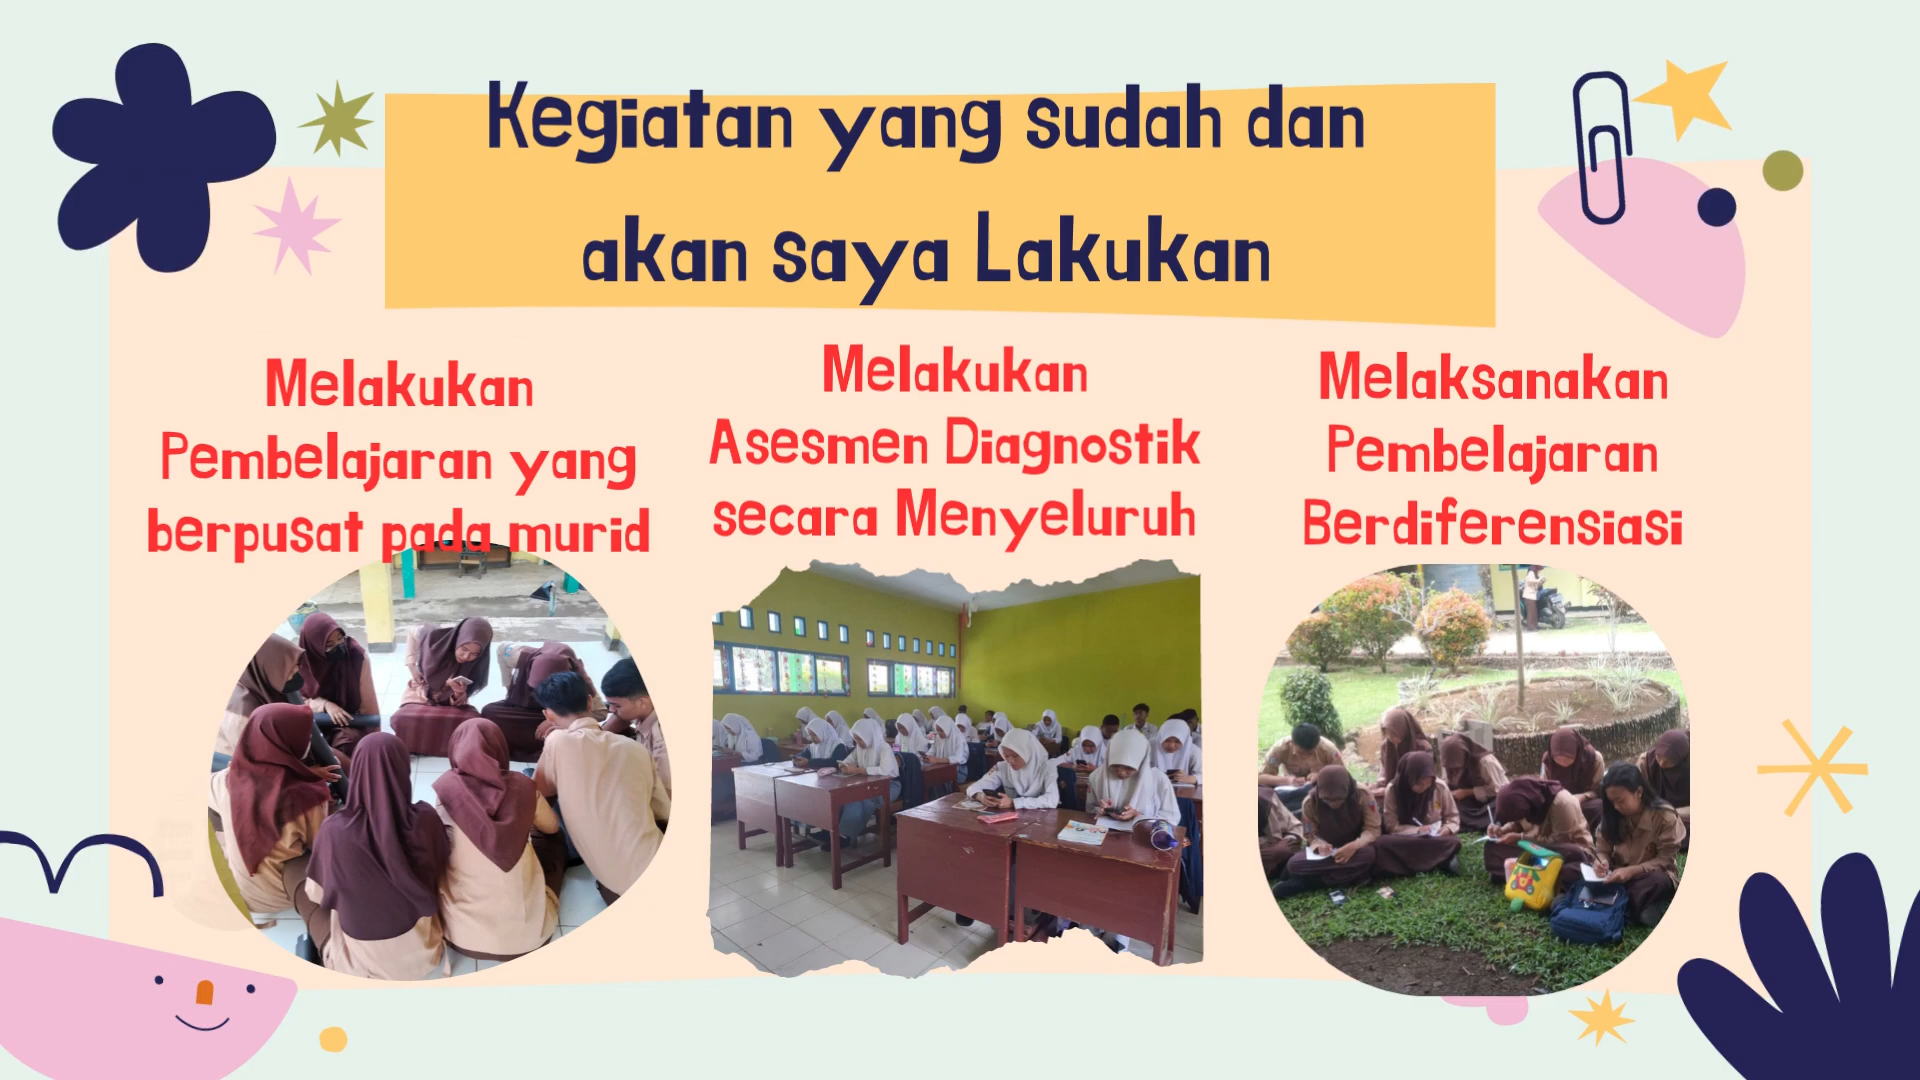 Kegiatan yang sudah dan
akan saya Lakukan
Melakukan
Pembelajaran yang
berpusat pada murid
Melakukan
Asesmen Diagnostik
secara Menyeluruh
Melaksanakan
Pembelajaran
Berdiferensiasi